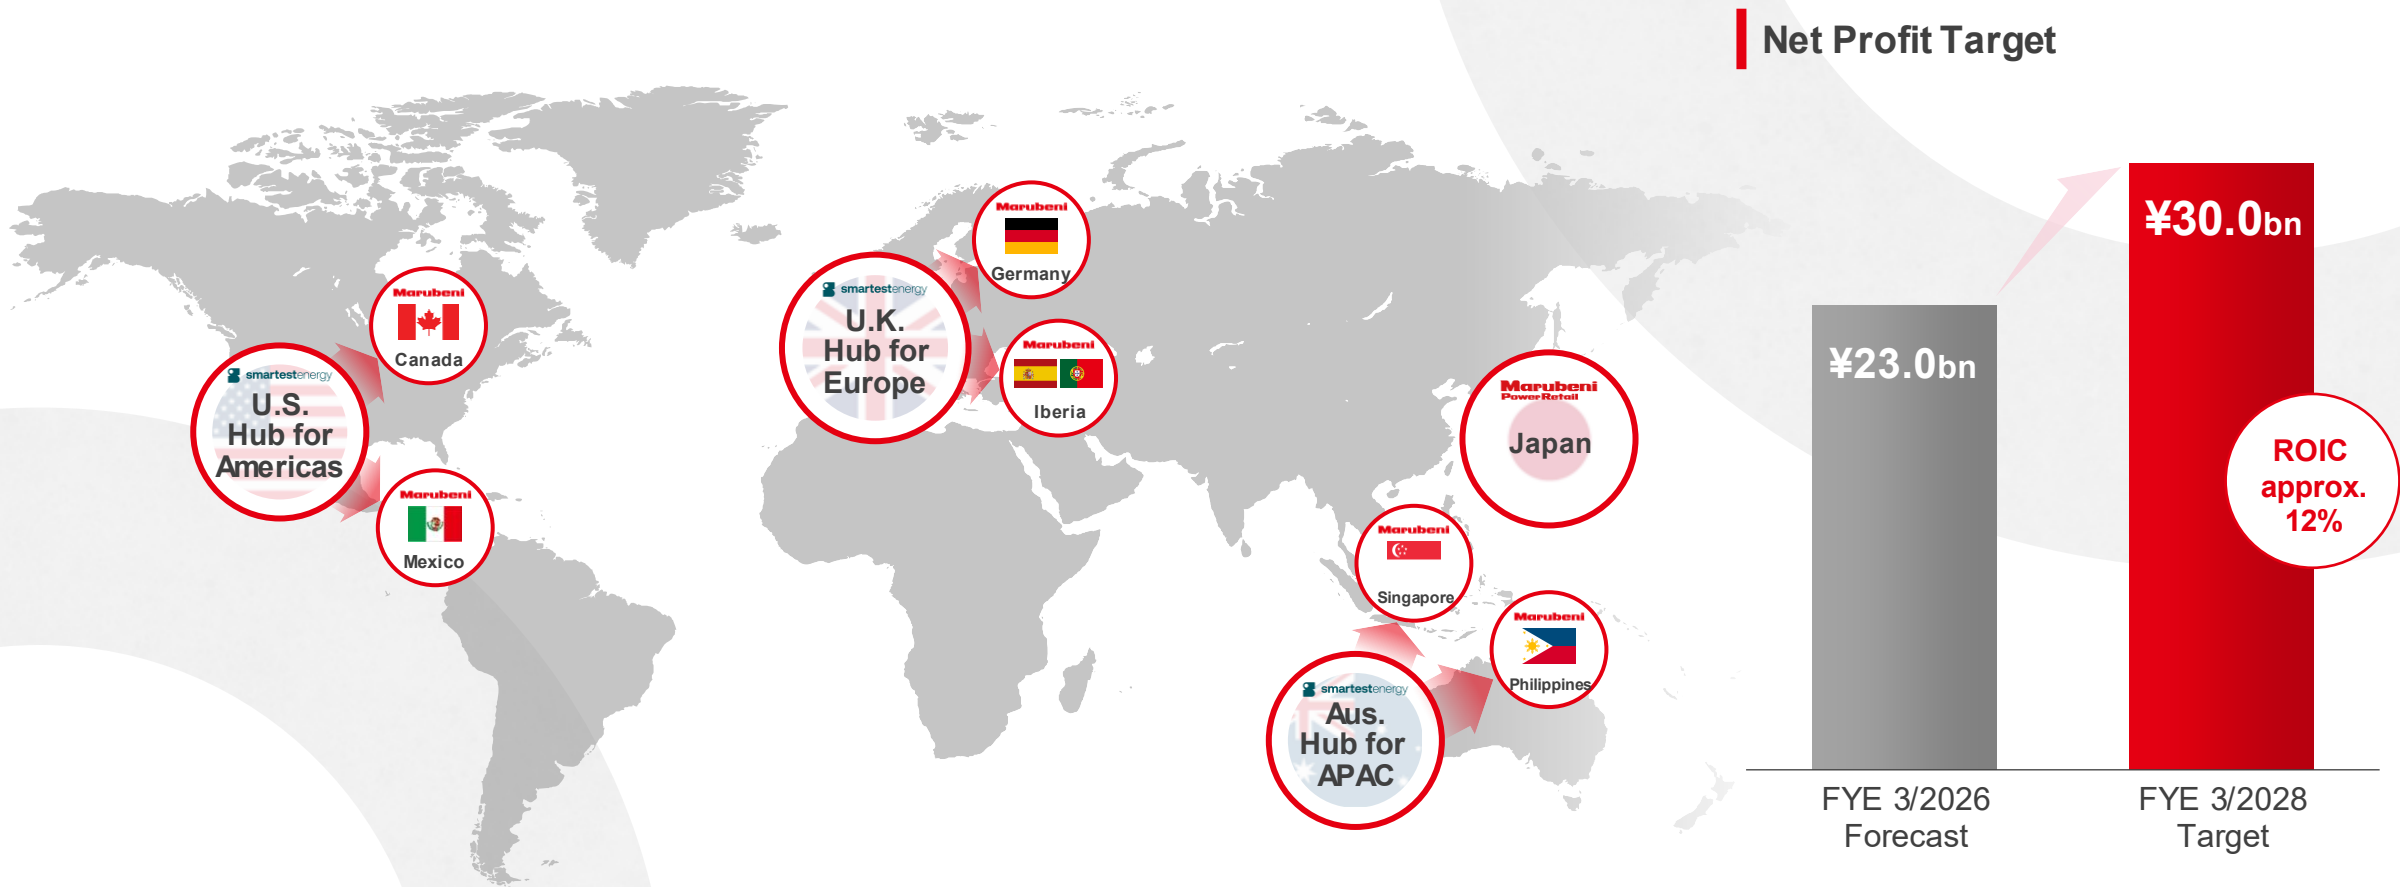 Net Profit Target
Marubeni
Canada
smartestenergy
U.S.
Hub for
Americas
Marubeni
Mexico
Marubeni
Germany
smartestenergy
U.K.
Hub for
Europe
Marubeni
Iberia
Marubeni
Power Retail
Japan
Marubeni
Singapore
Marubeni
Philippines
smartestenergy
Aus.
Hub for
APAC
¥23.0bn
¥30.0bn
ROIC
approx.
12%
FYE 3/2026
Forecast
FYE 3/2028
Target